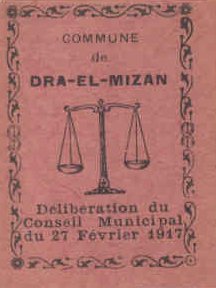 COMMUNE
de
DRA-EL-MIZAN
Délibération du
Conseil Municipal
du 27 Février 1917